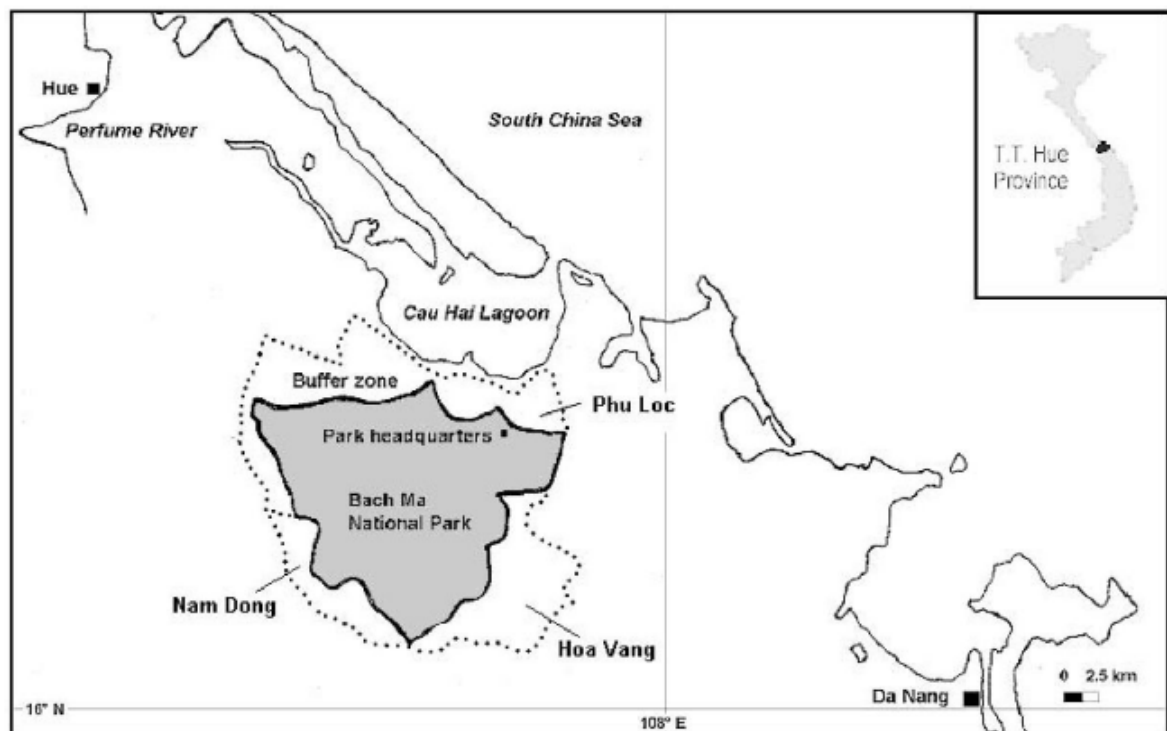 Hue
Perfume River
South China Sea
T.T. Hue
Province
Cau Hai Lagoon
Buffer zone
Phu Loc
Park headquarters
Bach Ma
National Park
Nam Dong
Hoa Vang
0 2.5 km
Da Nang
16° N
108° E